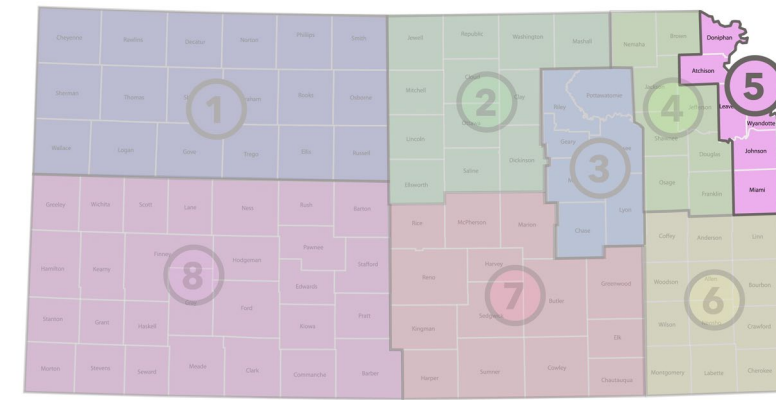 Cheyenne Rawlins Decatur Norton Phillips Smith Jewell Republic Washington Marshall Nemaha Brown Doniphan
Atchison
Sherman Thomas Rooks Osborne Mitchell Cloud Clay Riley Pottawatomie Jackson
1 2 4 5
Leav
Wyandotte
Wallace Logan Gove Trego Ellis Russell Lincoln Dickinson Geary Shawnee Douglas Johnson
Ellsworth Saline 3 Osage Franklin Miami
Lyon
Greeley Wichita Scott Lane Ness Rush Barton Rice McPherson Marion Chase Coffey Anderson Linn
Pawnee
Hamilton Kearny Finney Hodgeman Stafford Reno Harvey
8 Edwards 7 Greenwood Woodson Allen Bourbon
6
Stanton Grant Haskell Gray Ford Kiowa Pratt Kingman Sedgwick Butler Wilson Crawford
Elk
Morton Stevens Seward Meade Clark Comanche Barber Harper Sumner Cowley Chautauqua Montgomery Labette Cherokee